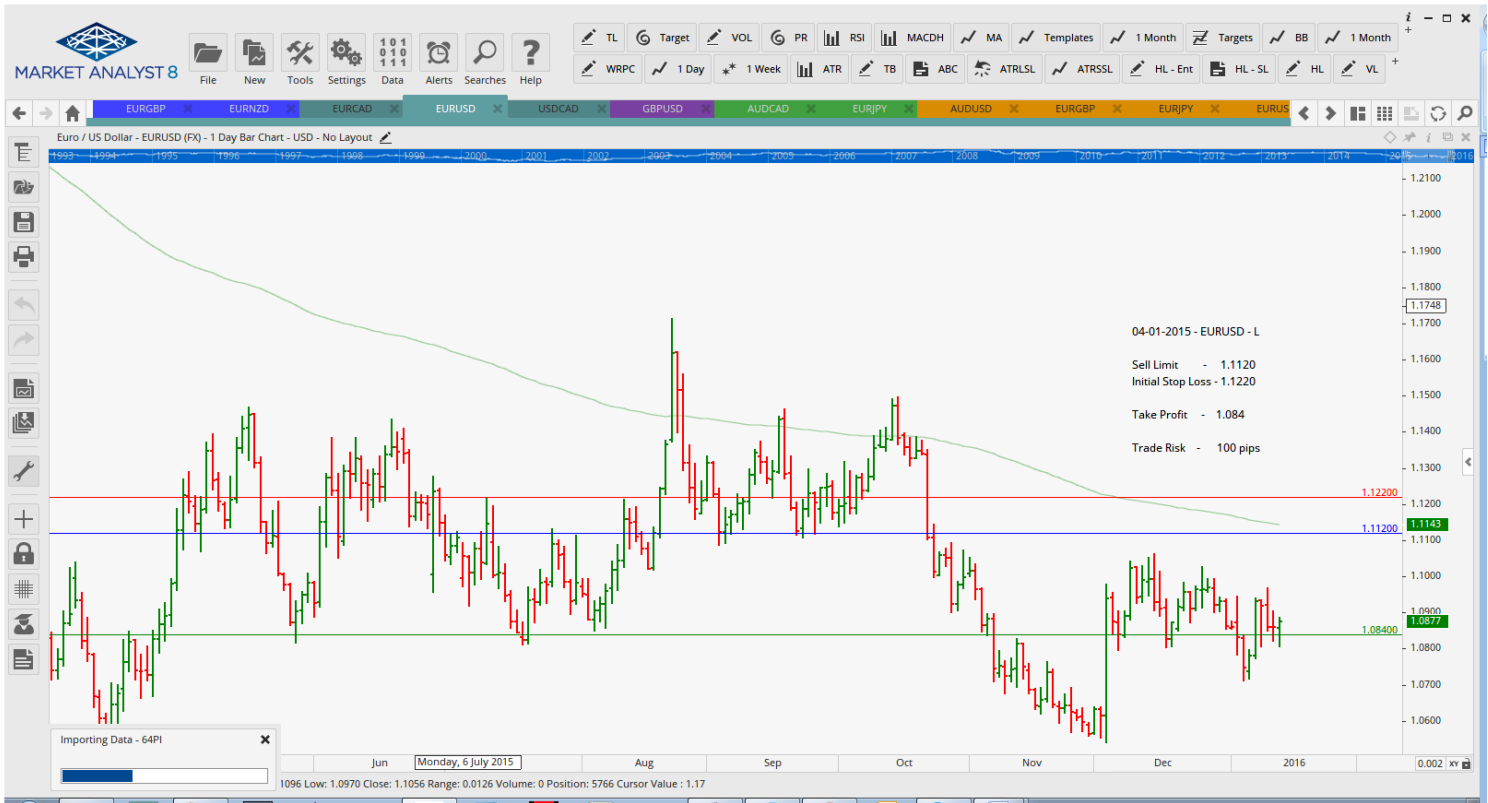 i
TL Target VOL PR RSI MACDH MA Templates 1 Month Targets BB 1 Month +
101
010
111
?
MARKET ANALYST 8
File New Tools Settings Data Alerts Searches Help
WRPC 1 Day 1 Week ATR TB ABC ATRLSL ATRSSL HL - Ent HL - SL HL VL +
EURGBP EURNZD EURCAD EURUSD USDCAD GBPUSD AUDCAD EURJPY AUDUSD EURGBP EURJPY EURUS
Euro / US Dollar - EURUSD (FX) - 1 Day Bar Chart - USD - No Layout
i
1993 1994 1995 1996 1997 1998 1999 2000 2001 2002 2003 2004 2005 2006 2007 2008 2009 2010 2011 2012 2013 2014 2016
1.2100
1.2000
1.1900
1.1800
1.1748
1.1700
04-01-2015 - EURUSD - L
1.1600
Sell Limit - 1.1120
Initial Stop Loss - 1.1220
1.1500
Take Profit - 1.084
1.1400
Trade Risk - 100 pips
1.1300
1.12200
1.1200
1.1143
1.11200
1.1100
1.1000
1.0900
1.0877
1.08400
1.0800
1.0700
1.0600
Importing Data - 64PI
Jun Monday, 6 July 2015 Aug Sep Oct Nov Dec 2016 0.002 XY
1096 Low: 1.0970 Close: 1.1056 Range: 0.0126 Volume: 0 Position: 5766 Cursor Value : 1.17